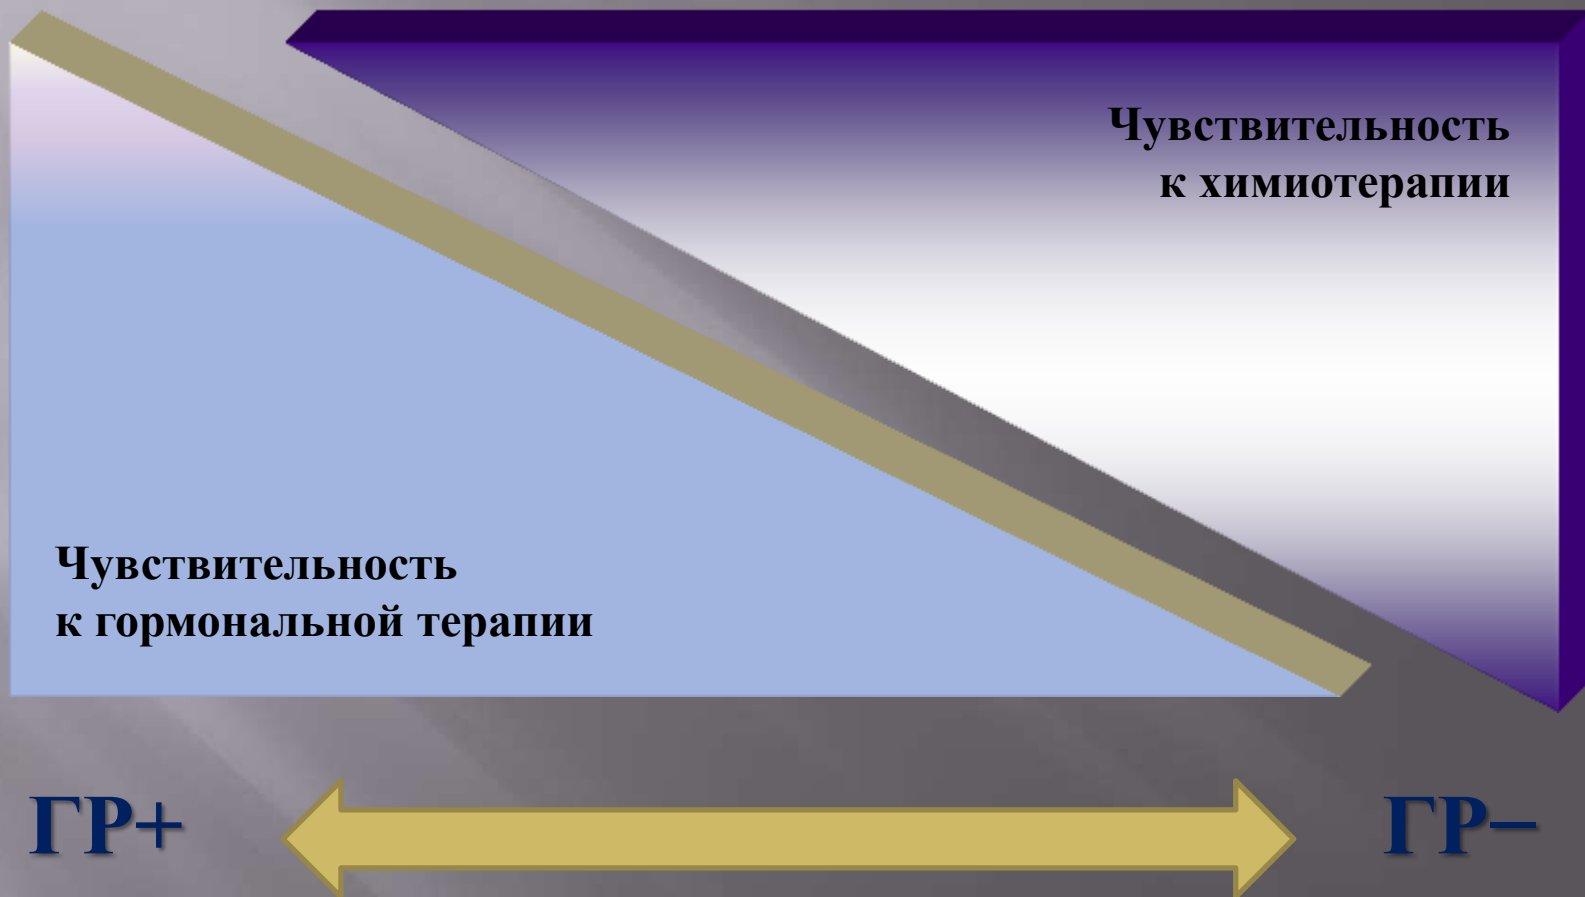 Чувствительность
к химиотерапии
Чувствительность
к гормональной терапии
ГР+
ГР–